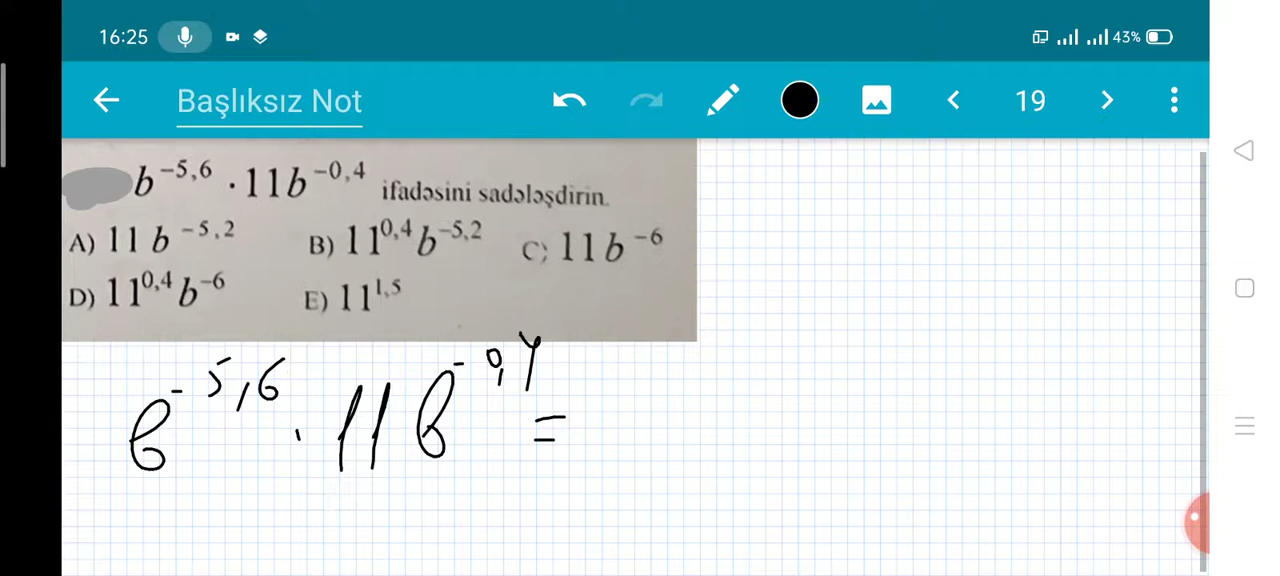 16:25 43%
Başlıksız Not 19
b^{-5,6} · 11b^{-0,4} ifadəsini sadələşdirin.
A) 11 b^{-5,2} B) 11^{0,4} b^{-5,2} C; 11 b^{-6}
D) 11^{0,4} b^{-6} E) 11^{1,5}
b^{-5,6} · 11 b^{-0,4} =